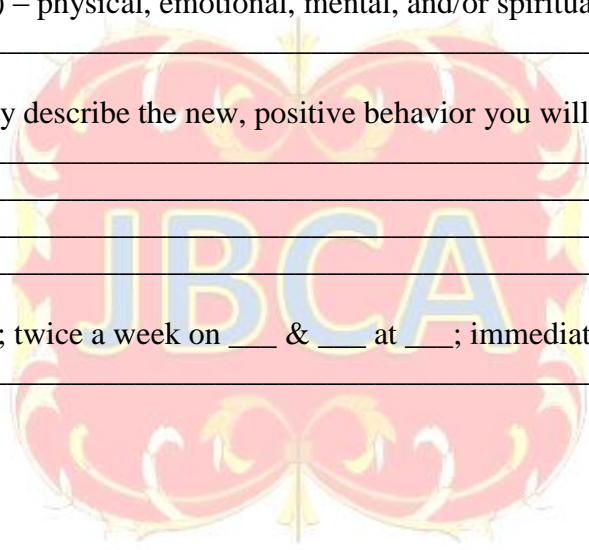 ) – physical, emotional, mental, and/or spiritua
y describe the new, positive behavior you will
JBCA
; twice a week on ___ & ___ at ___; immediat